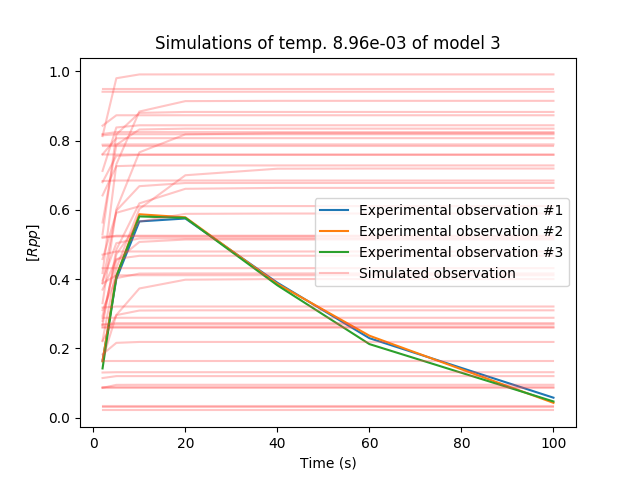 Simulations of temp. 8.96e-03 of model 3
1.0
0.8
0.6
0.4
0.2
0.0
[Rpp]
Experimental observation #1
Experimental observation #2
Experimental observation #3
Simulated observation
0 20 40 60 80 100
Time (s)